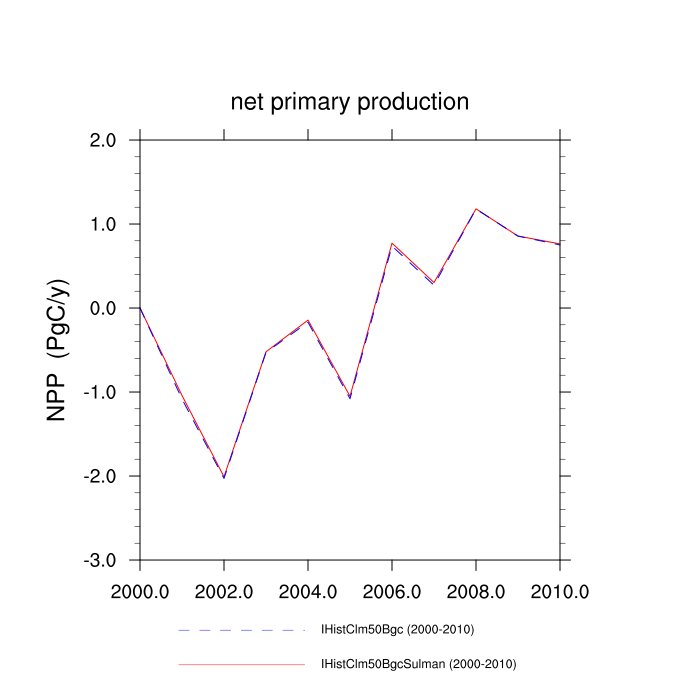 net primary production
2.0
1.0
0.0
-1.0
-2.0
-3.0
NPP (PgC/y)
2000.0 2002.0 2004.0 2006.0 2008.0 2010.0
IHistClm50Bgc (2000-2010)
IHistClm50BgcSulman (2000-2010)